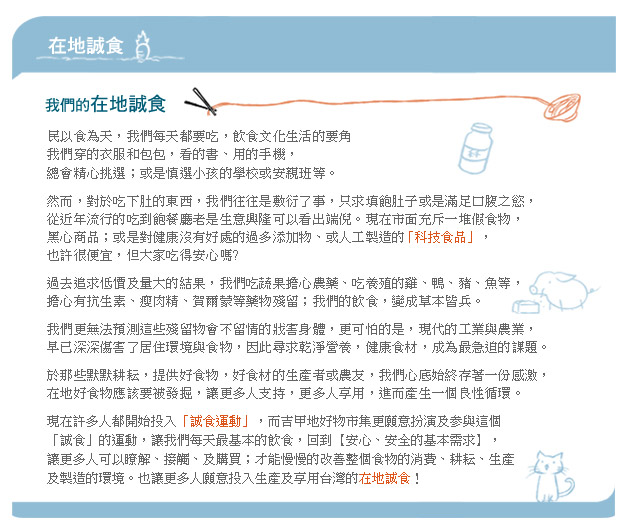 在地誠食
我們的在地誠食
民以食為天，我們每天都要吃，飲食文化生活的要角
我們穿的衣服和包包，看的書、用的手機，
總會精心挑選；或是慎選小孩的學校或安親班等。
然而，對於吃下肚的東西，我們往往是敷衍了事，只求填飽肚子或是滿足口腹之慾，
從近年流行的吃到飽餐廳老是生意興隆可以看出端倪。現在市面充斥一堆假食物，
黑心商品；或是對健康沒有好處的過多添加物、或人工製造的「科技食品」，
也許很便宜，但大家吃得安心嗎?
過去追求低價及量大的結果，我們吃蔬果擔心農藥、吃養殖的雞、鴨、豬、魚等，
擔心有抗生素、瘦肉精、賀爾蒙等藥物殘留；我們的飲食，變成草本皆兵。
我們更無法預測這些殘留物會不留情的戕害身體，更可怕的是，現代的工業與農業，
早已深深傷害了居住環境與食物，因此尋求乾淨營養，健康食材，成為最急迫的課題。
於那些默默耕耘，提供好食物，好食材的生產者或農友，我們心底始終存著一份感激，
在地好食物應該要被發掘，讓更多人支持，更多人享用，進而產生一個良性循環。
現在許多人都開始投入「誠食運動」，而吉甲地好物市集更願意扮演及參與這個
「誠食」的運動，讓我們每天最基本的飲食，回到【安心、安全的基本需求】，
讓更多人可以瞭解、接觸、及購買；才能慢慢的改善整個食物的消費、耕耘、生產
及製造的環境。也讓更多人願意投入生產及享用台灣的在地誠食！